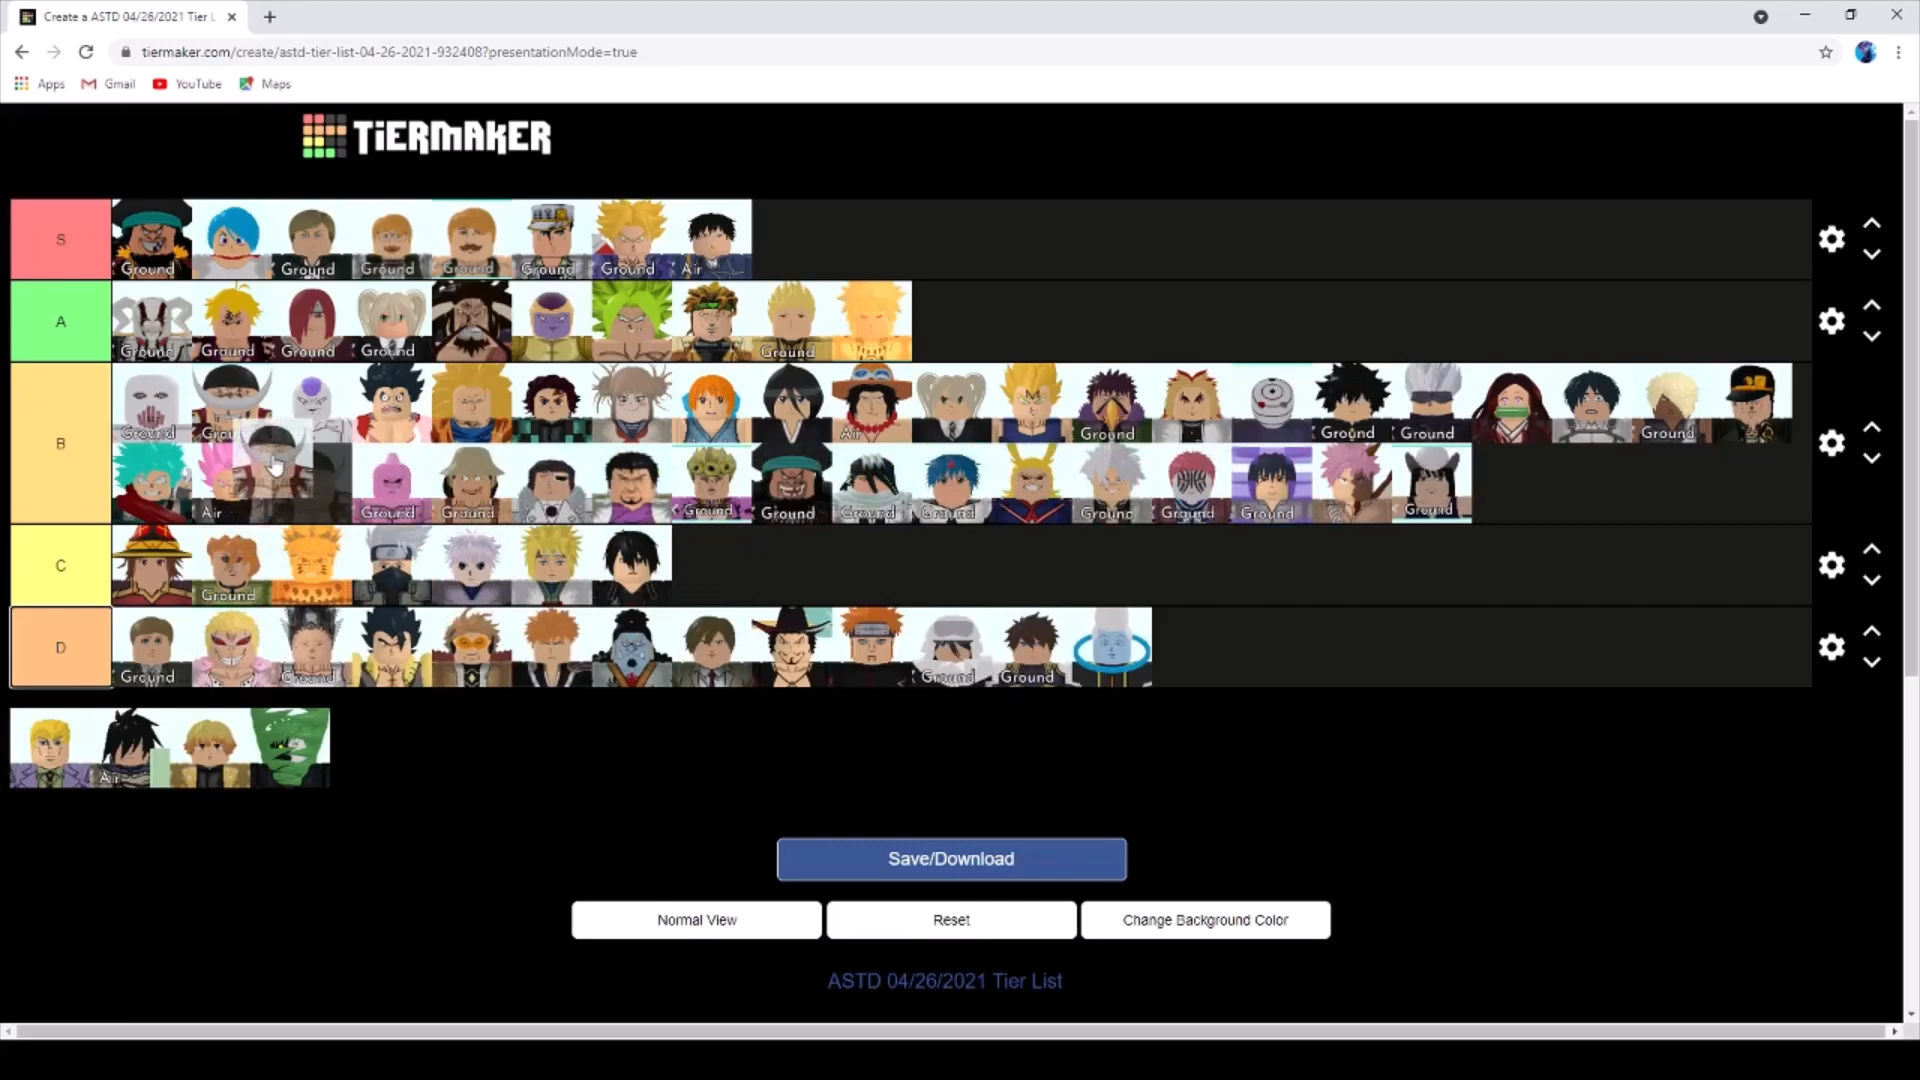 Create a ASTD 04/26/2021 Tier L
tiermaker.com/create/astd-tier-list-04-26-2021-932408?presentationMode=true
Apps Gmail YouTube Maps
TiERMAKER
S
Ground Ground Ground Ground Ground Ground Air
A
Ground Ground Ground Ground Ground
B
Ground Grou Air Ground Ground Ground Ground
Air Ground Ground Ground Ground Ground Ground Ground Ground Ground Ground
C
Ground
D
Ground Ground Ground Ground
Air
Save/Download
Normal View Reset Change Background Color
ASTD 04/26/2021 Tier List